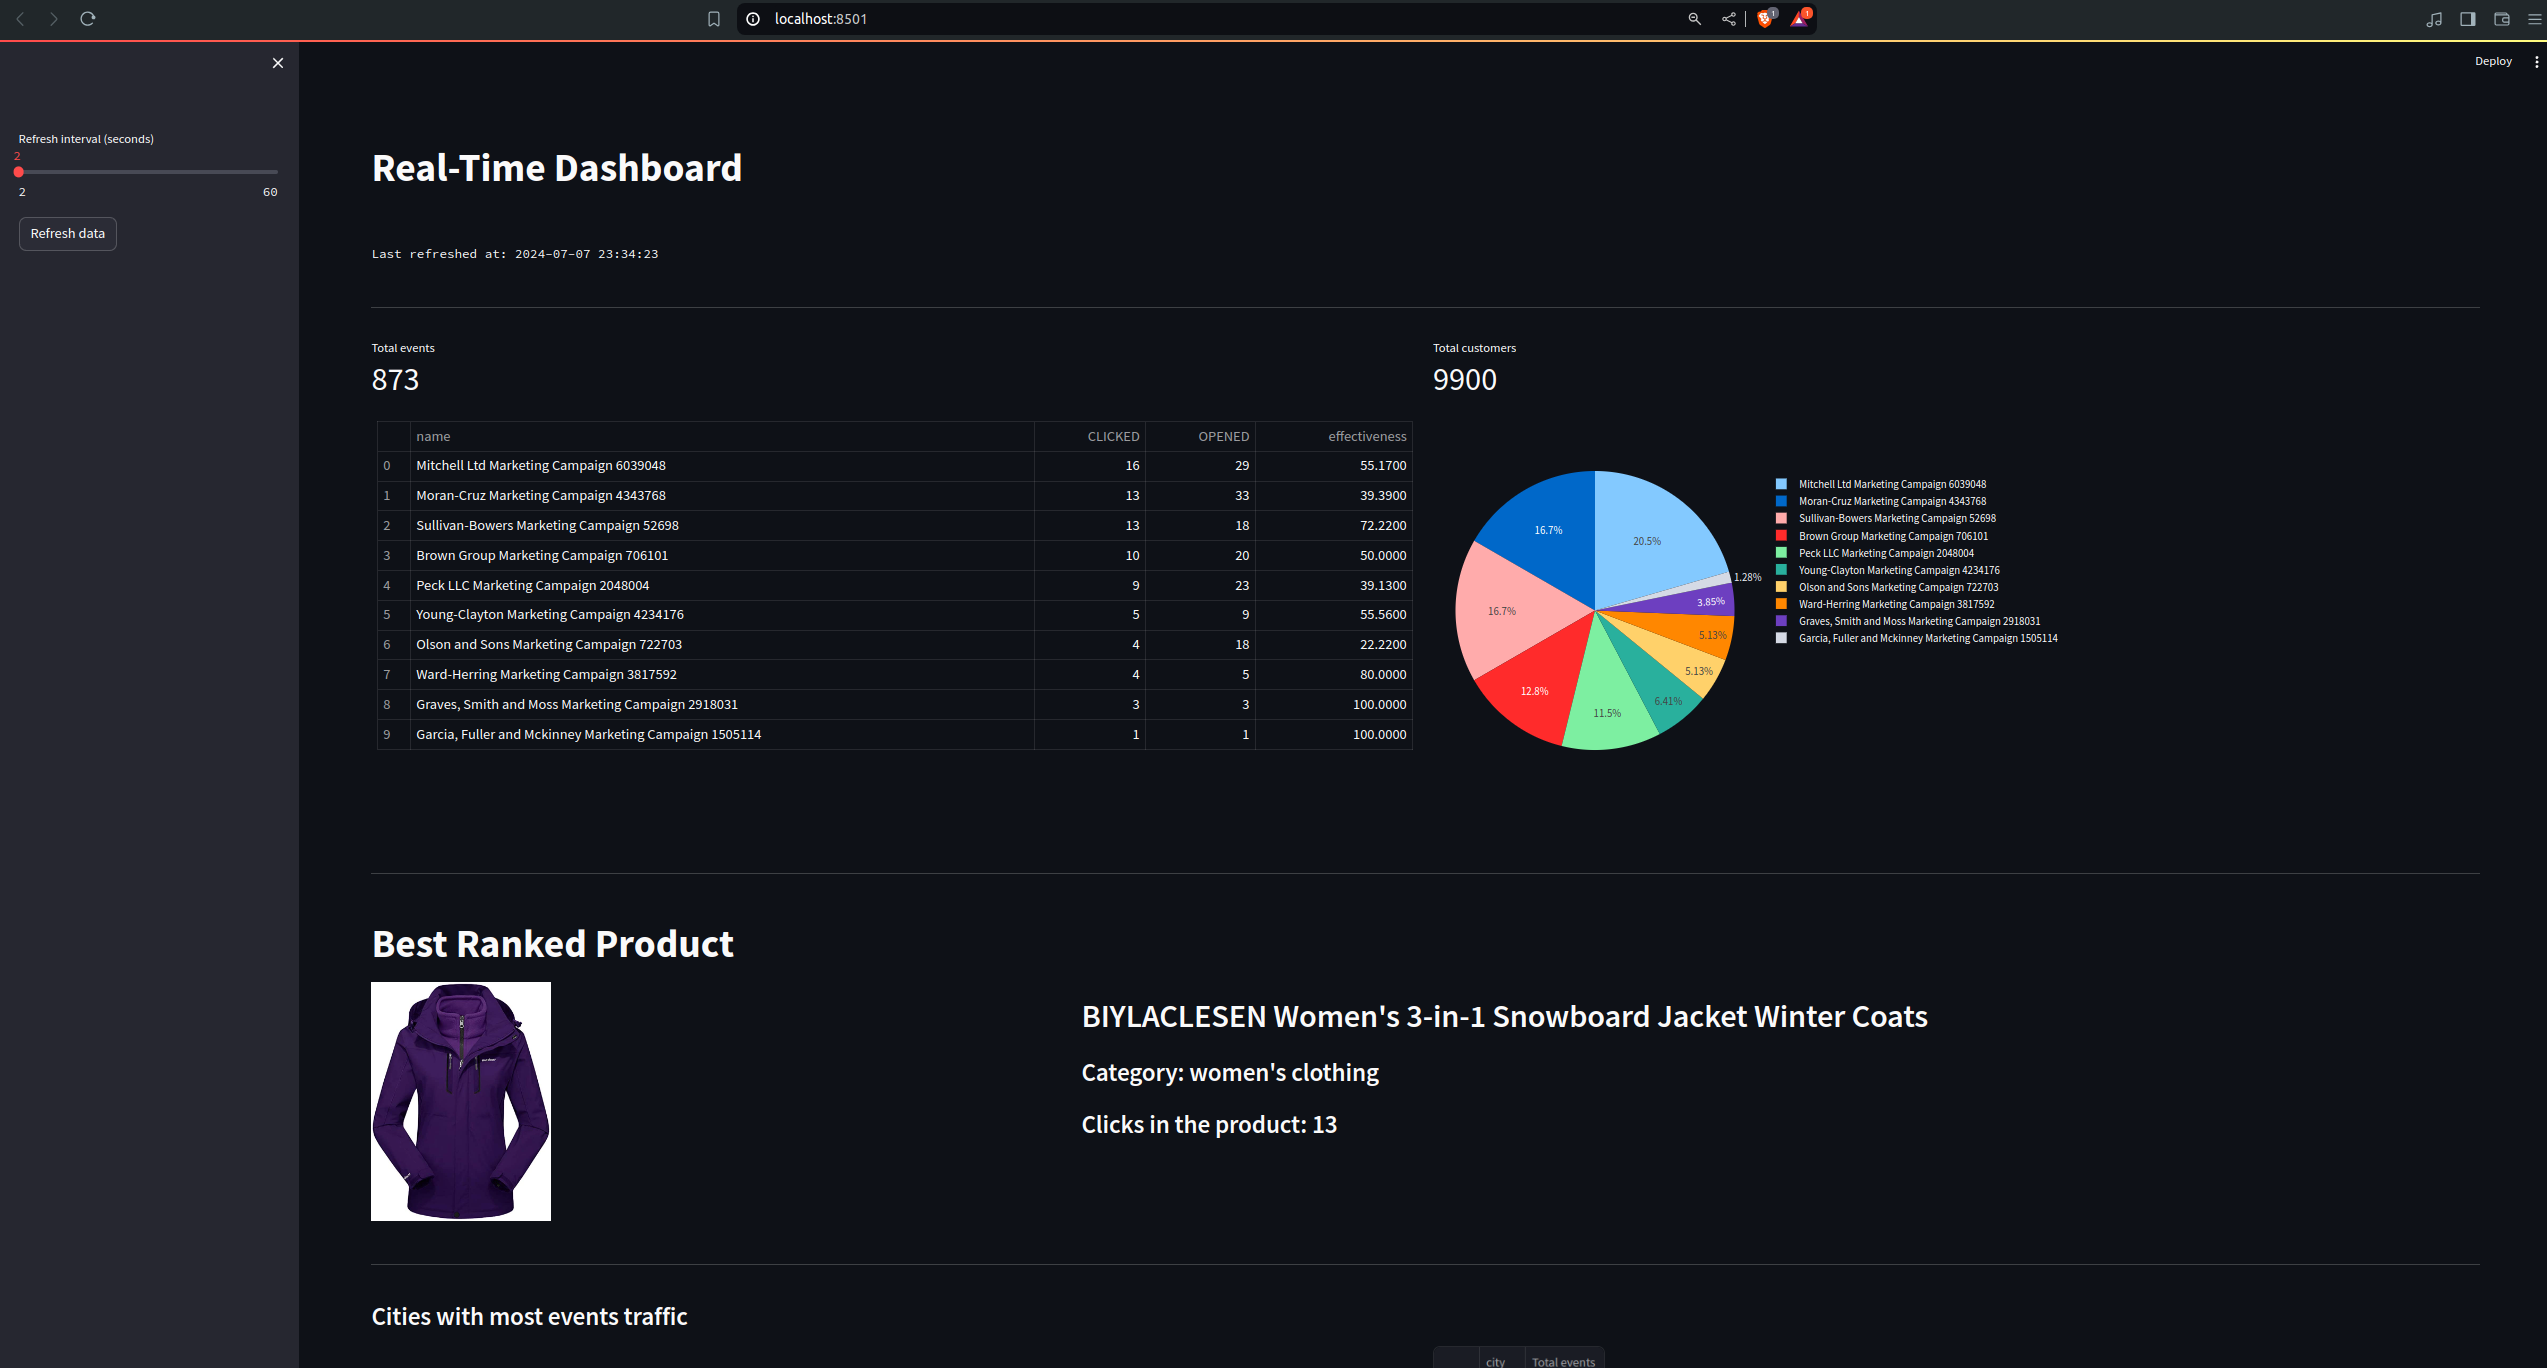 localhost:8501
1
1
Deploy
Refresh interval (seconds)
2
2 60
Refresh data
Real-Time Dashboard
Last refreshed at: 2024-07-07 23:34:23
Total events
873
Total customers
9900
name CLICKED OPENED effectiveness
0 Mitchell Ltd Marketing Campaign 6039048 16 29 55.1700
1 Moran-Cruz Marketing Campaign 4343768 13 33 39.3900
2 Sullivan-Bowers Marketing Campaign 52698 13 18 72.2200
3 Brown Group Marketing Campaign 706101 10 20 50.0000
4 Peck LLC Marketing Campaign 2048004 9 23 39.1300
5 Young-Clayton Marketing Campaign 4234176 5 9 55.5600
6 Olson and Sons Marketing Campaign 722703 4 18 22.2200
7 Ward-Herring Marketing Campaign 3817592 4 5 80.0000
8 Graves, Smith and Moss Marketing Campaign 2918031 3 3 100.0000
9 Garcia, Fuller and Mckinney Marketing Campaign 1505114 1 1 100.0000
16.7%
20.5%
1.28%
3.85%
16.7%
5.13%
5.13%
12.8%
6.41%
11.5%
Mitchell Ltd Marketing Campaign 6039048
Moran-Cruz Marketing Campaign 4343768
Sullivan-Bowers Marketing Campaign 52698
Brown Group Marketing Campaign 706101
Peck LLC Marketing Campaign 2048004
Young-Clayton Marketing Campaign 4234176
Olson and Sons Marketing Campaign 722703
Ward-Herring Marketing Campaign 3817592
Graves, Smith and Moss Marketing Campaign 2918031
Garcia, Fuller and Mckinney Marketing Campaign 1505114
Best Ranked Product
BIYLACLESEN Women's 3-in-1 Snowboard Jacket Winter Coats
Category: women's clothing
Clicks in the product: 13
Cities with most events traffic
city Total events